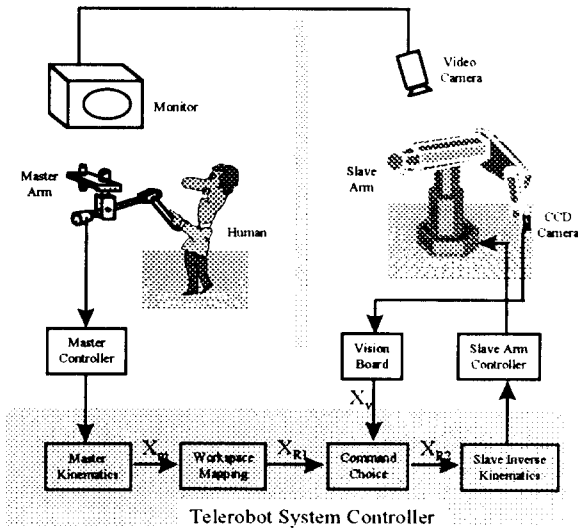 Video
Camera
Monitor
Master
Arm
Slave
Arm
Human
CCD
Camera
Master
Controller
Vision
Board
Slave Arm
Controller
Xv
Master
Kinematics
Xm
Workspace
Mapping
XR1
Command
Choice
XR2
Slave Inverse
Kinematics
Telerobot System Controller